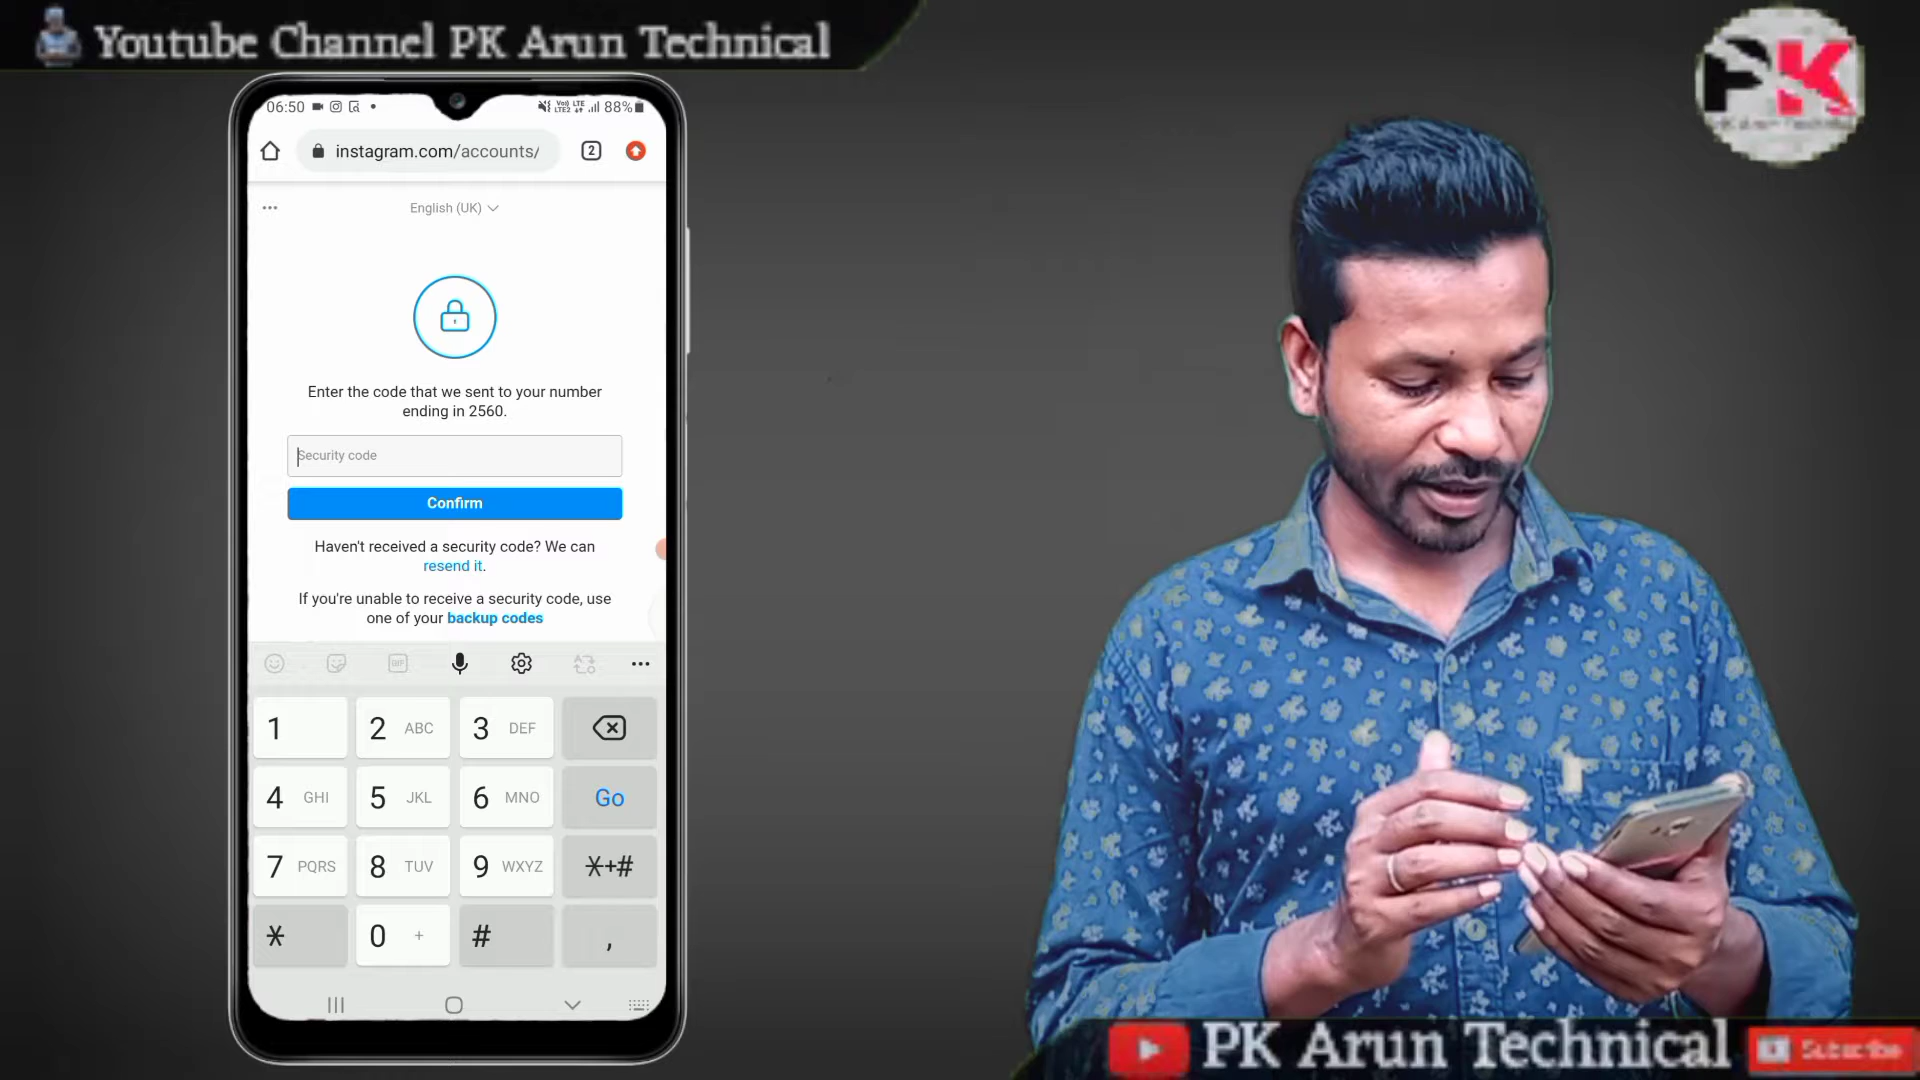 Youtube Channel PK Arun Technical
PK
06:50
88%
instagram.com/accounts/
2
English (UK)
Enter the code that we sent to your number
ending in 2560.
Security code
Confirm
Haven't received a security code? We can
resend it.
If you're unable to receive a security code, use
one of your backup codes
GIF
1
2 ABC
3 DEF
4 GHI
5 JKL
6 MNO
Go
7 PQRS
8 TUV
9 WXYZ
*+#
*
0 +
#
,
PK Arun Technical
Subscribe